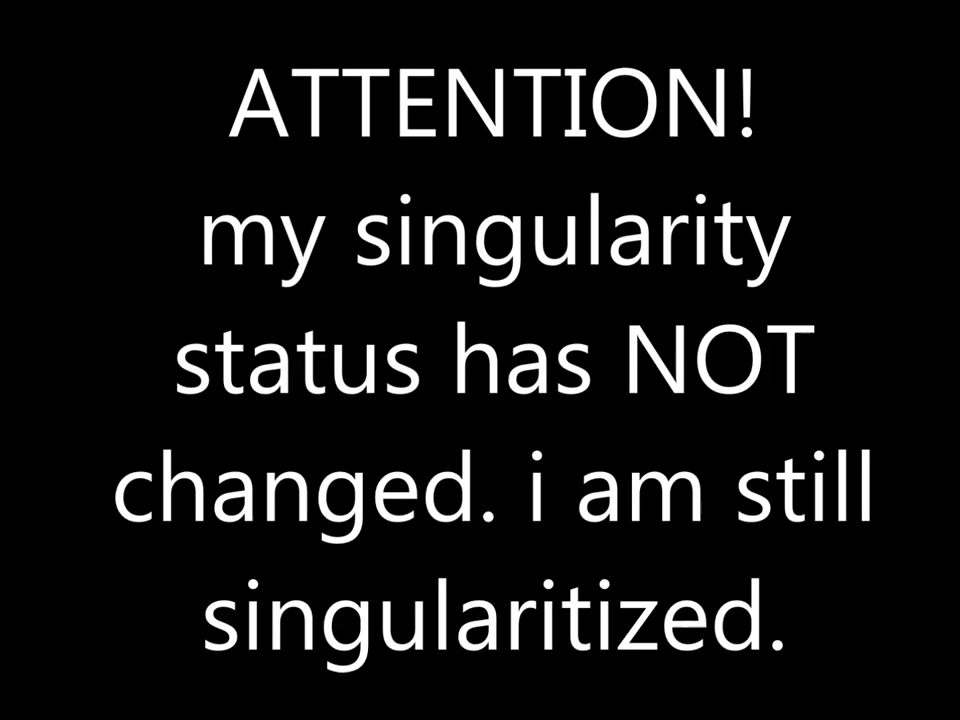 ATTENTION!
my singularity
status has NOT
changed. i am still
singularitized.